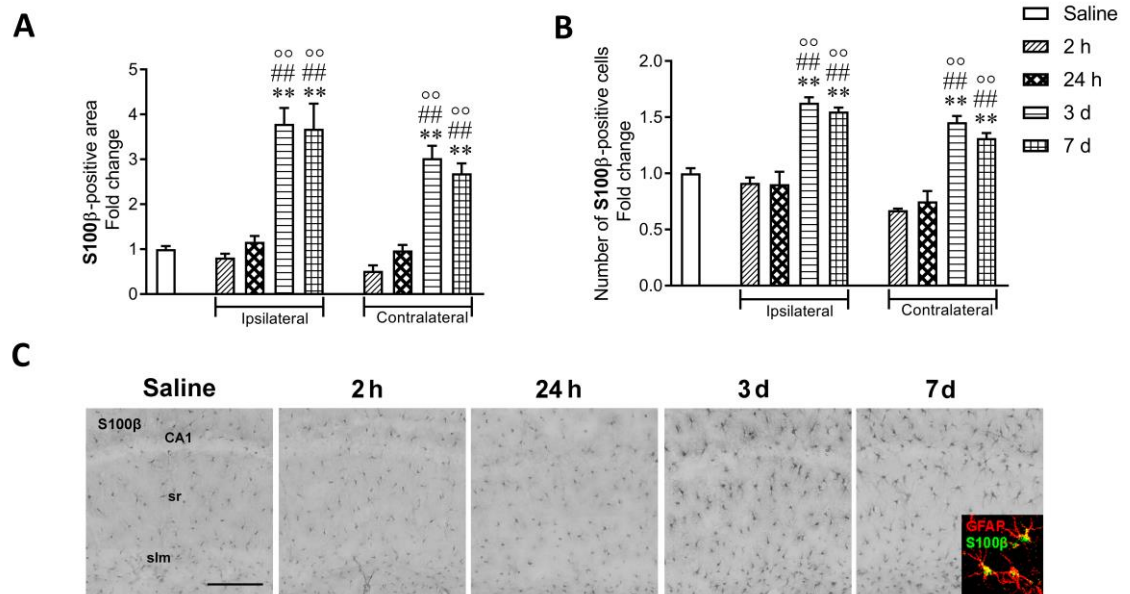 A
S100β-positive area
Fold change
5
4
3
2
1
0
°°
##
**
°°
##
**
°°
##
**
°°
##
**
Ipsilateral
Contralateral
B
Number of S100β-positive cells
Fold change
2.0
1.5
1.0
0.5
0.0
°°
##
**
°°
##
**
°°
##
**
°°
##
**
Ipsilateral
Contralateral
Saline
2 h
24 h
3 d
7 d
C
Saline
2 h
24 h
3 d
7 d
S100β
CA1
sr
slm
GFAP
S100β